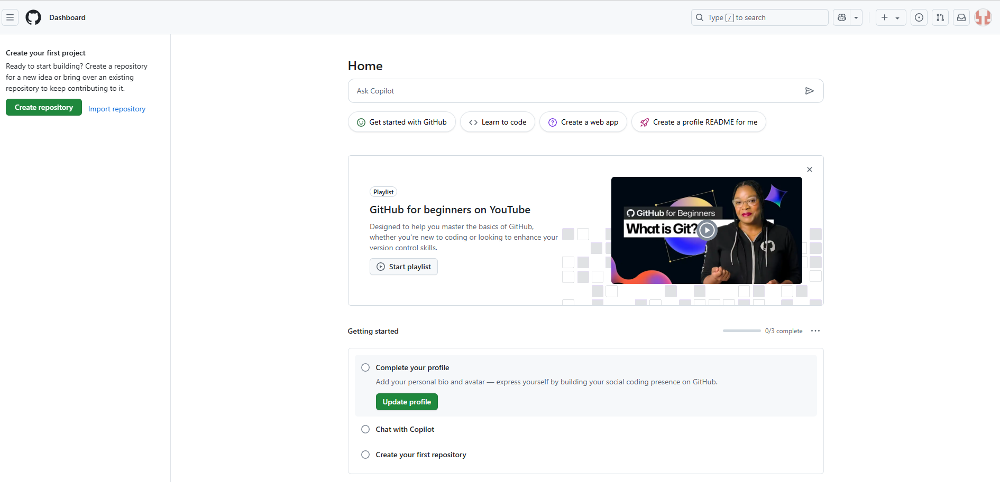 Dashboard
Type / to search
Create your first project
Ready to start building? Create a repository
for a new idea or bring over an existing
repository to keep contributing to it.
Create repository
Import repository
Home
Ask Copilot
Get started with GitHub
Learn to code
Create a web app
Create a profile README for me
Playlist
GitHub for beginners on YouTube
Designed to help you master the basics of GitHub,
whether you're new to coding or looking to enhance your
version control skills.
Start playlist
GitHub for Beginners
What is Git?
Getting started
0/3 complete
Complete your profile
Add your personal bio and avatar — express yourself by building your social coding presence on GitHub.
Update profile
Chat with Copilot
Create your first repository